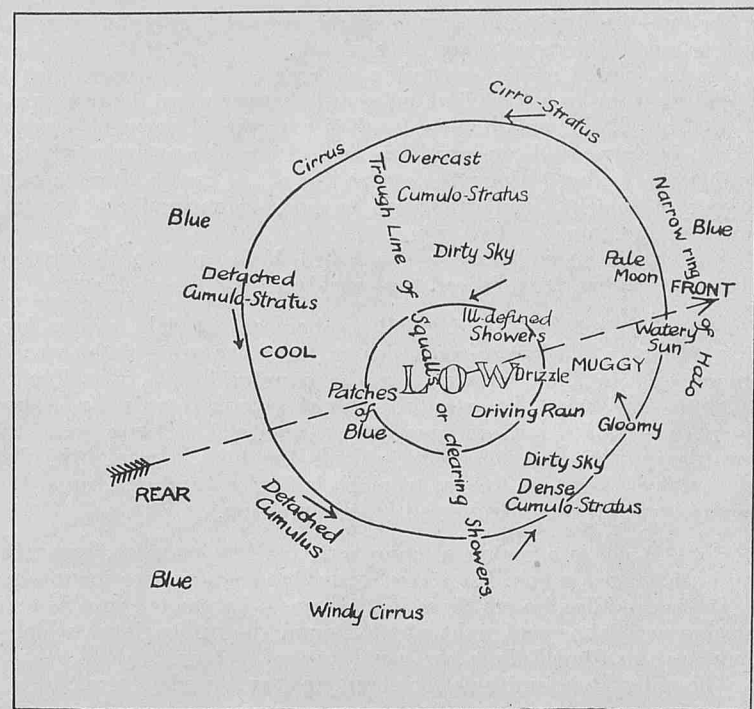 Cirro-Stratus
Cirrus
Overcast
Cumulo-Stratus
Trough Line of Squalls or clearing Showers
Narrow ring of Halo
Blue
Blue
Dirty Sky
Pale
Moon
FRONT
Detached
Cumulo-Stratus
Ill-defined
Showers
Watery
Sun
COOL
MUGGY
LOW
Drizzle
Patches
of
Blue
Driving Rain
Gloomy
Dirty Sky
REAR
Dense
Cumulo-Stratus
Detached
Cumulus
Blue
Windy Cirrus